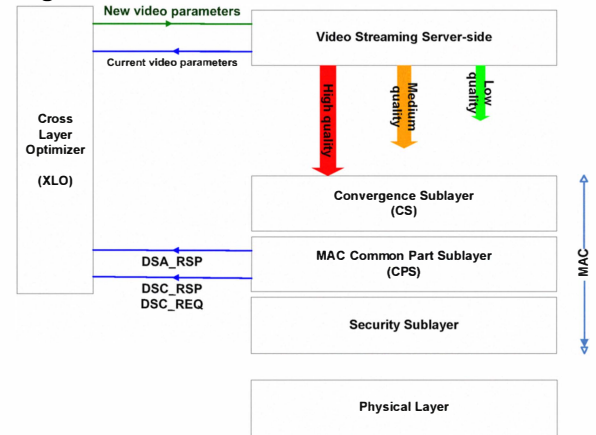 New video parameters
Current video parameters
Video Streaming Server-side
High quality
Medium
quality
Low
quality
Cross
Layer
Optimizer
(XLO)
Convergence Sublayer
(CS)
DSA_RSP
DSC_RSP
DSC_REQ
MAC Common Part Sublayer
(CPS)
Security Sublayer
MAC
Physical Layer